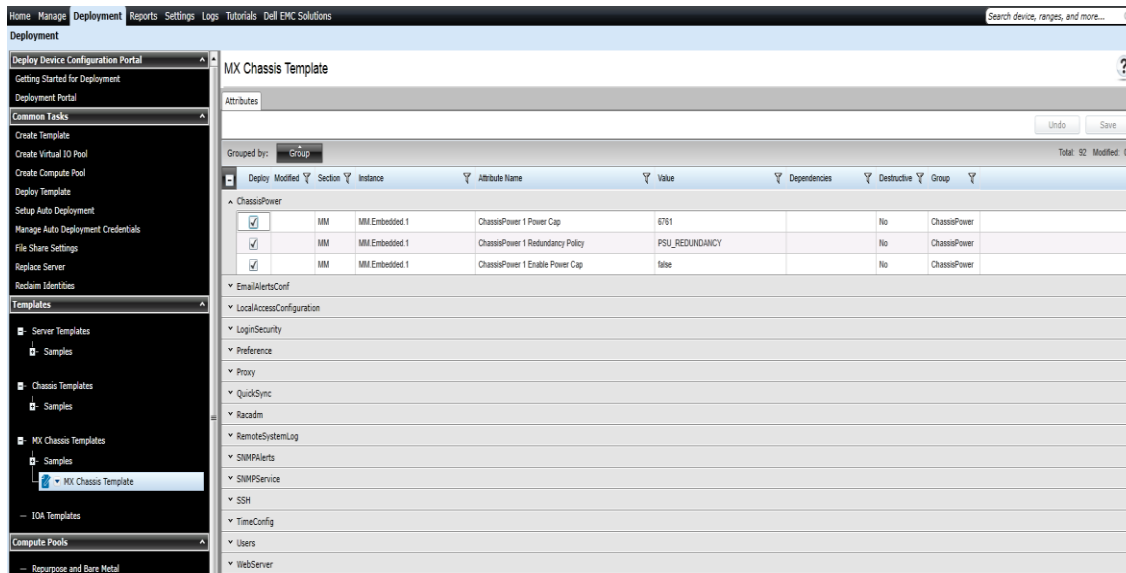 Home Manage Deployment Reports Settings Logs Tutorials Dell EMC Solutions Search device, ranges, and more...
Deployment
Deploy Device Configuration Portal
Getting Started for Deployment
Deployment Portal
Common Tasks
Create Template
Create Virtual IO Pool
Create Compute Pool
Deploy Template
Setup Auto Deployment
Manage Auto Deployment Credentials
File Share Settings
Replace Server
Reclaim Identities
Templates
Server Templates
Samples
Chassis Templates
Samples
MX Chassis Templates
Samples
MX Chassis Template
IOA Templates
Compute Pools
Repurpose and Bare Metal
MX Chassis Template
?
Attributes
Undo Save
Grouped by: Group Total: 92 Modified:
Deploy Modified Section Instance Attribute Name Value Dependencies Destructive Group
ChassisPower
MM MM.Embedded.1 ChassisPower 1 Power Cap 6761 No ChassisPower
MM MM.Embedded.1 ChassisPower 1 Redundancy Policy PSU_REDUNDANCY No ChassisPower
MM MM.Embedded.1 ChassisPower 1 Enable Power Cap false No ChassisPower
EmailAlertsConf
LocalAccessConfiguration
LoginSecurity
Preference
Proxy
QuickSync
Racadm
RemoteSystemLog
SNMPAlerts
SNMPService
SSH
TimeConfig
Users
WebServer